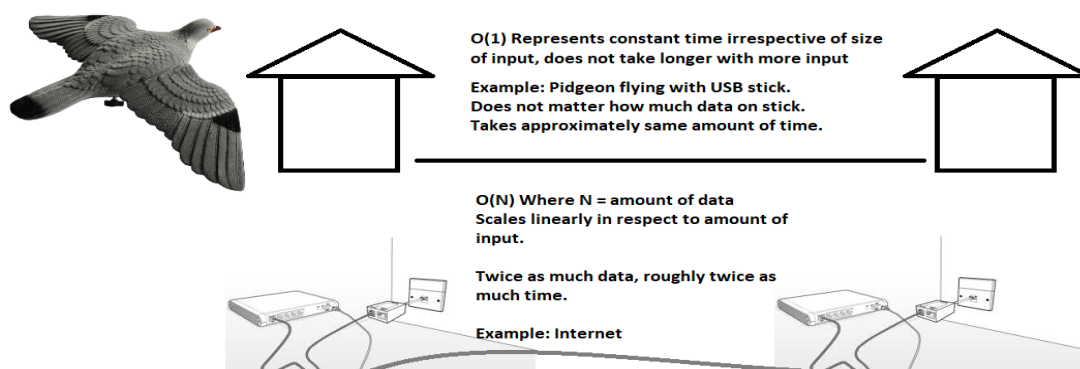 O(1) Represents constant time irrespective of size
of input, does not take longer with more input
Example: Pidgeon flying with USB stick.
Does not matter how much data on stick.
Takes approximately same amount of time.
O(N) Where N = amount of data
Scales linearly in respect to amount of
input.
Twice as much data, roughly twice as
much time.
Example: Internet